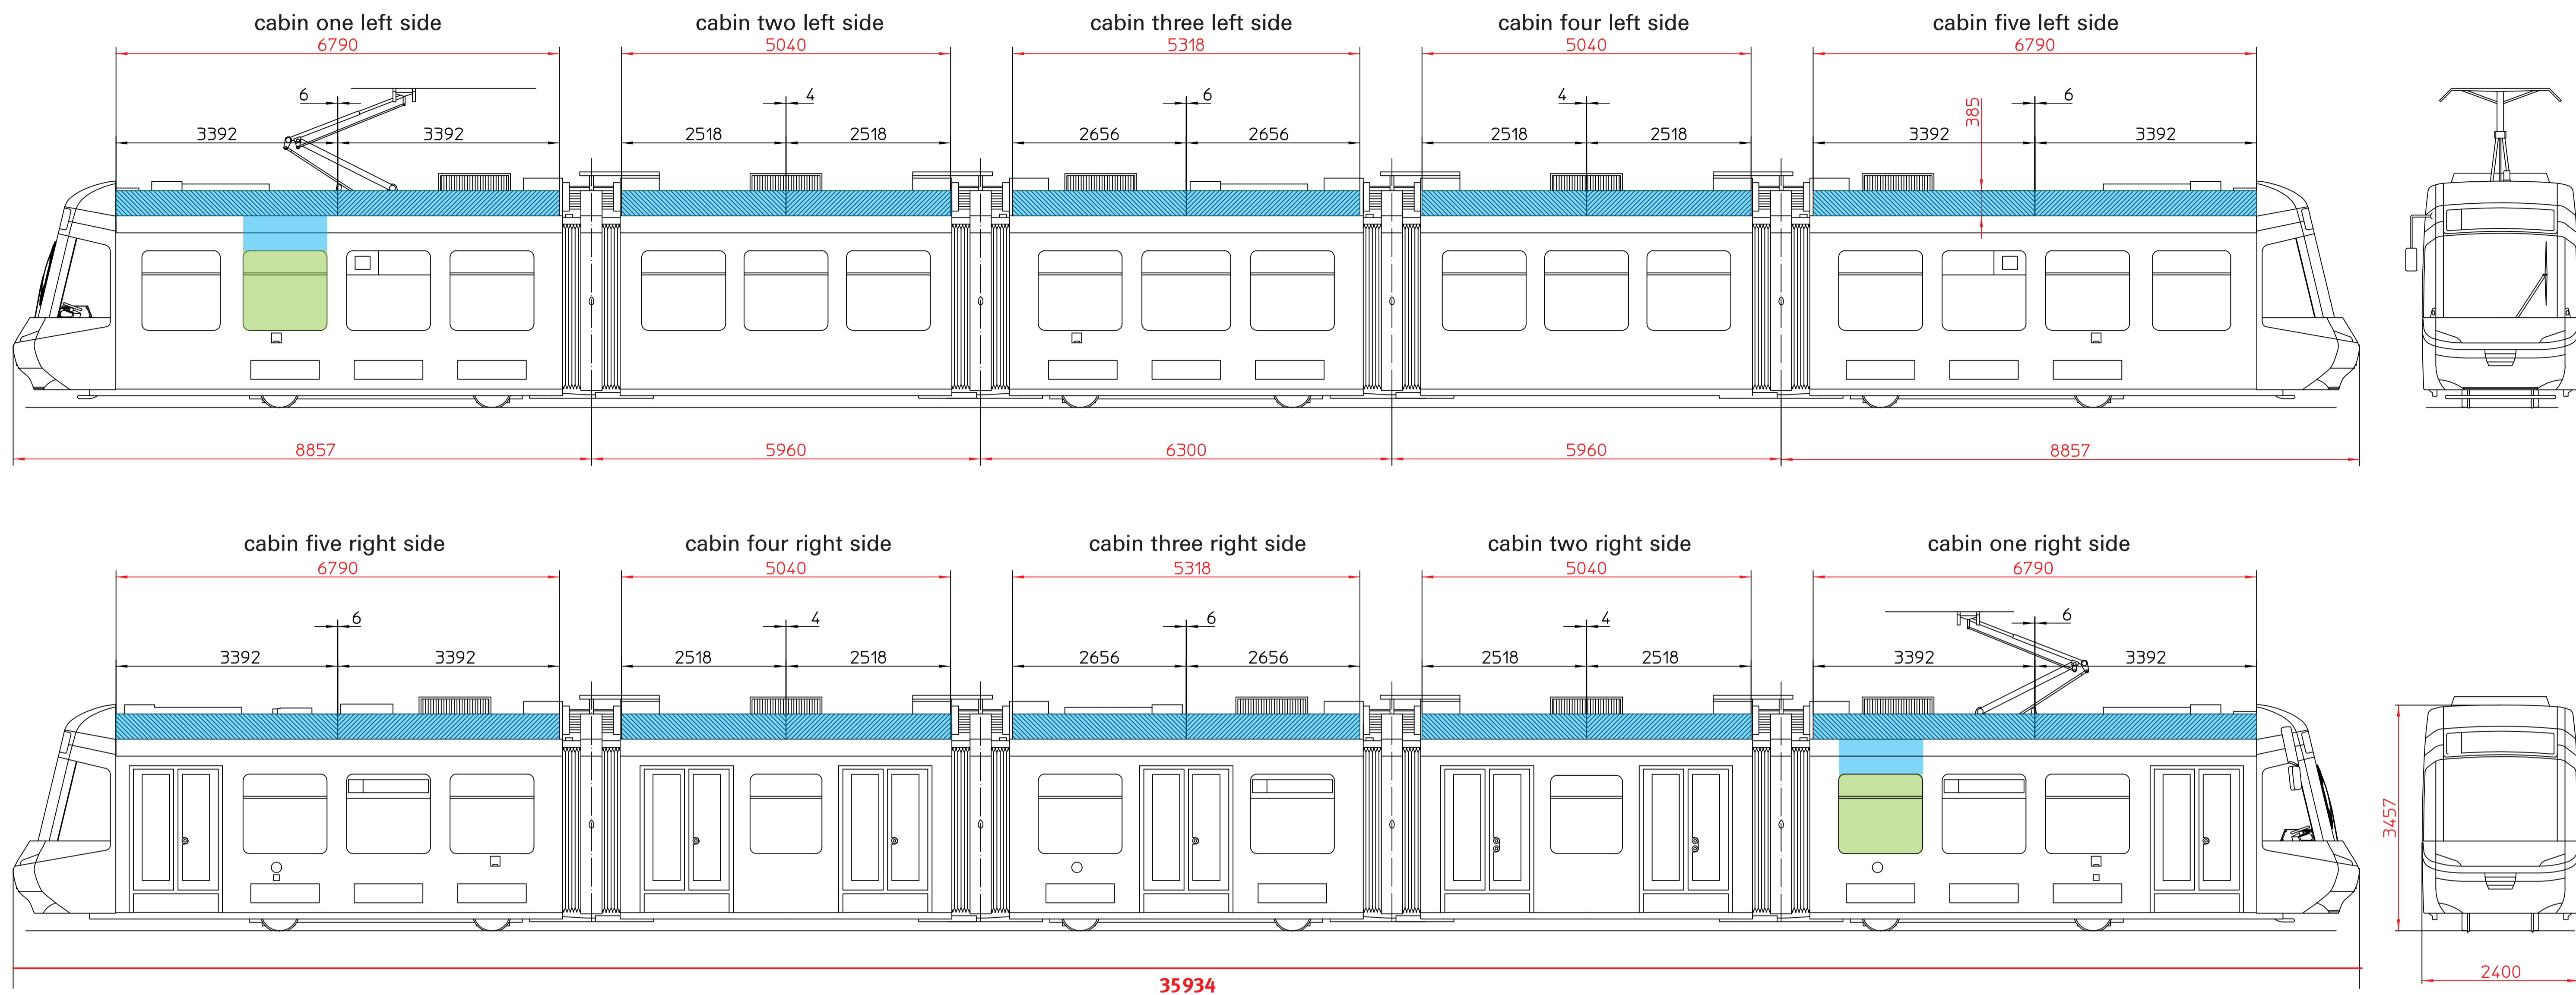 cabin one left side cabin two left side cabin three left side cabin four left side cabin five left side
6790 5040 5318 5040 6790
6 4 6 4 385 6
3392 3392 2518 2518 2656 2656 2518 2518 3392 3392
8857 5960 6300 5960 8857
cabin five right side cabin four right side cabin three right side cabin two right side cabin one right side
6790 5040 5318 5040 6790
6 4 6 4 6
3392 3392 2518 2518 2656 2656 2518 2518 3392 3392
3457
2400
35934